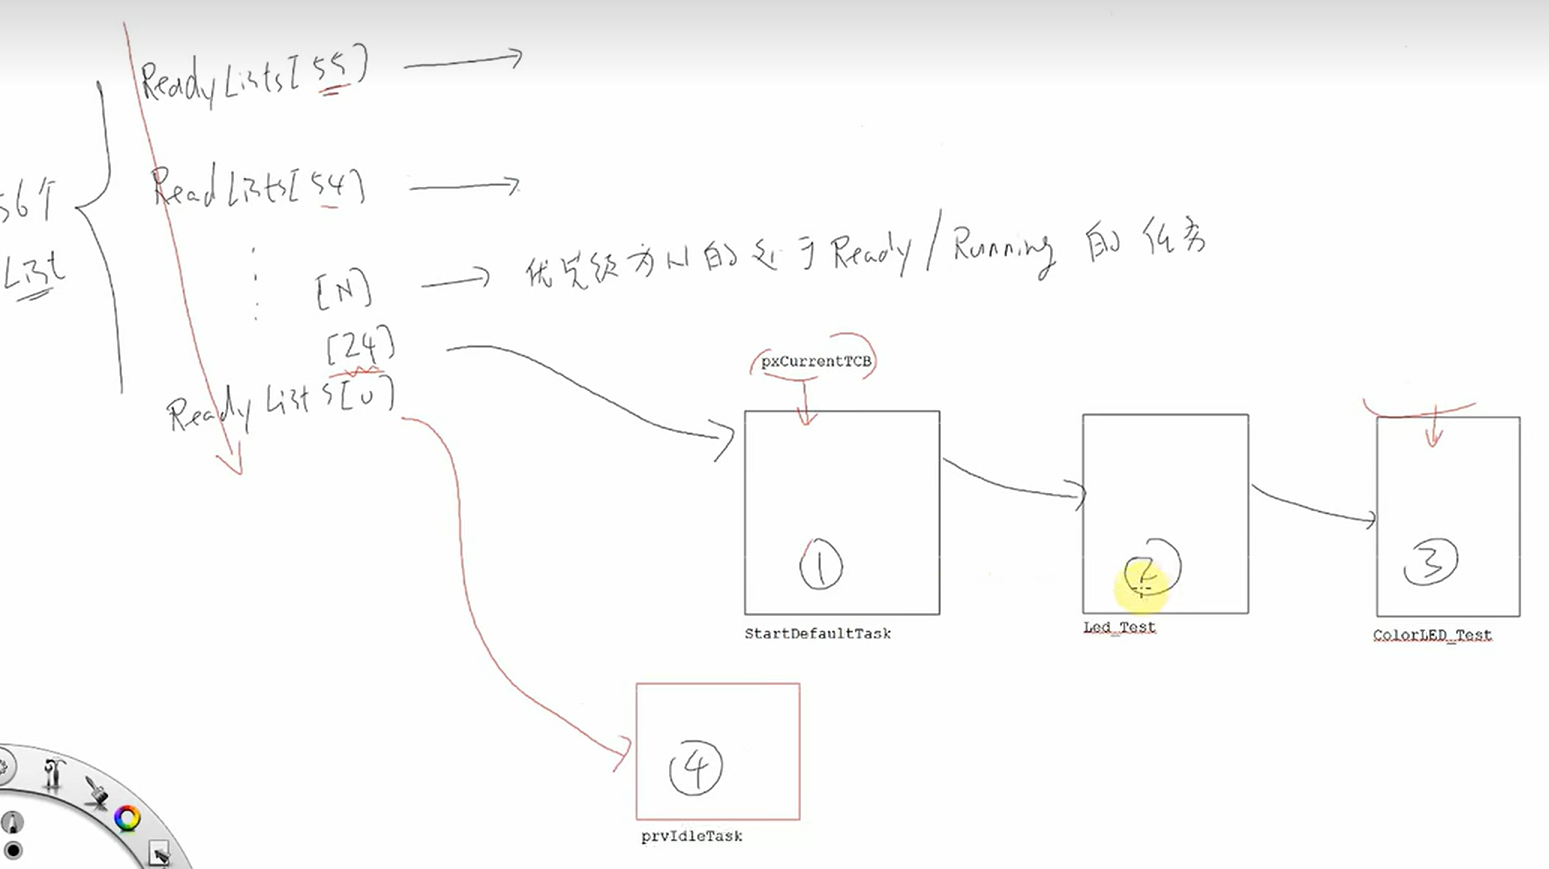 ReadyLists[55]
ReadLists[54]
56个
List
[N] 优先级为N的处于Ready/Running的任务
[24]
ReadyLists[0]
pxCurrentTCB
① ② ③
StartDefaultTask Led_Test ColorLED_Test
④
prvIdleTask